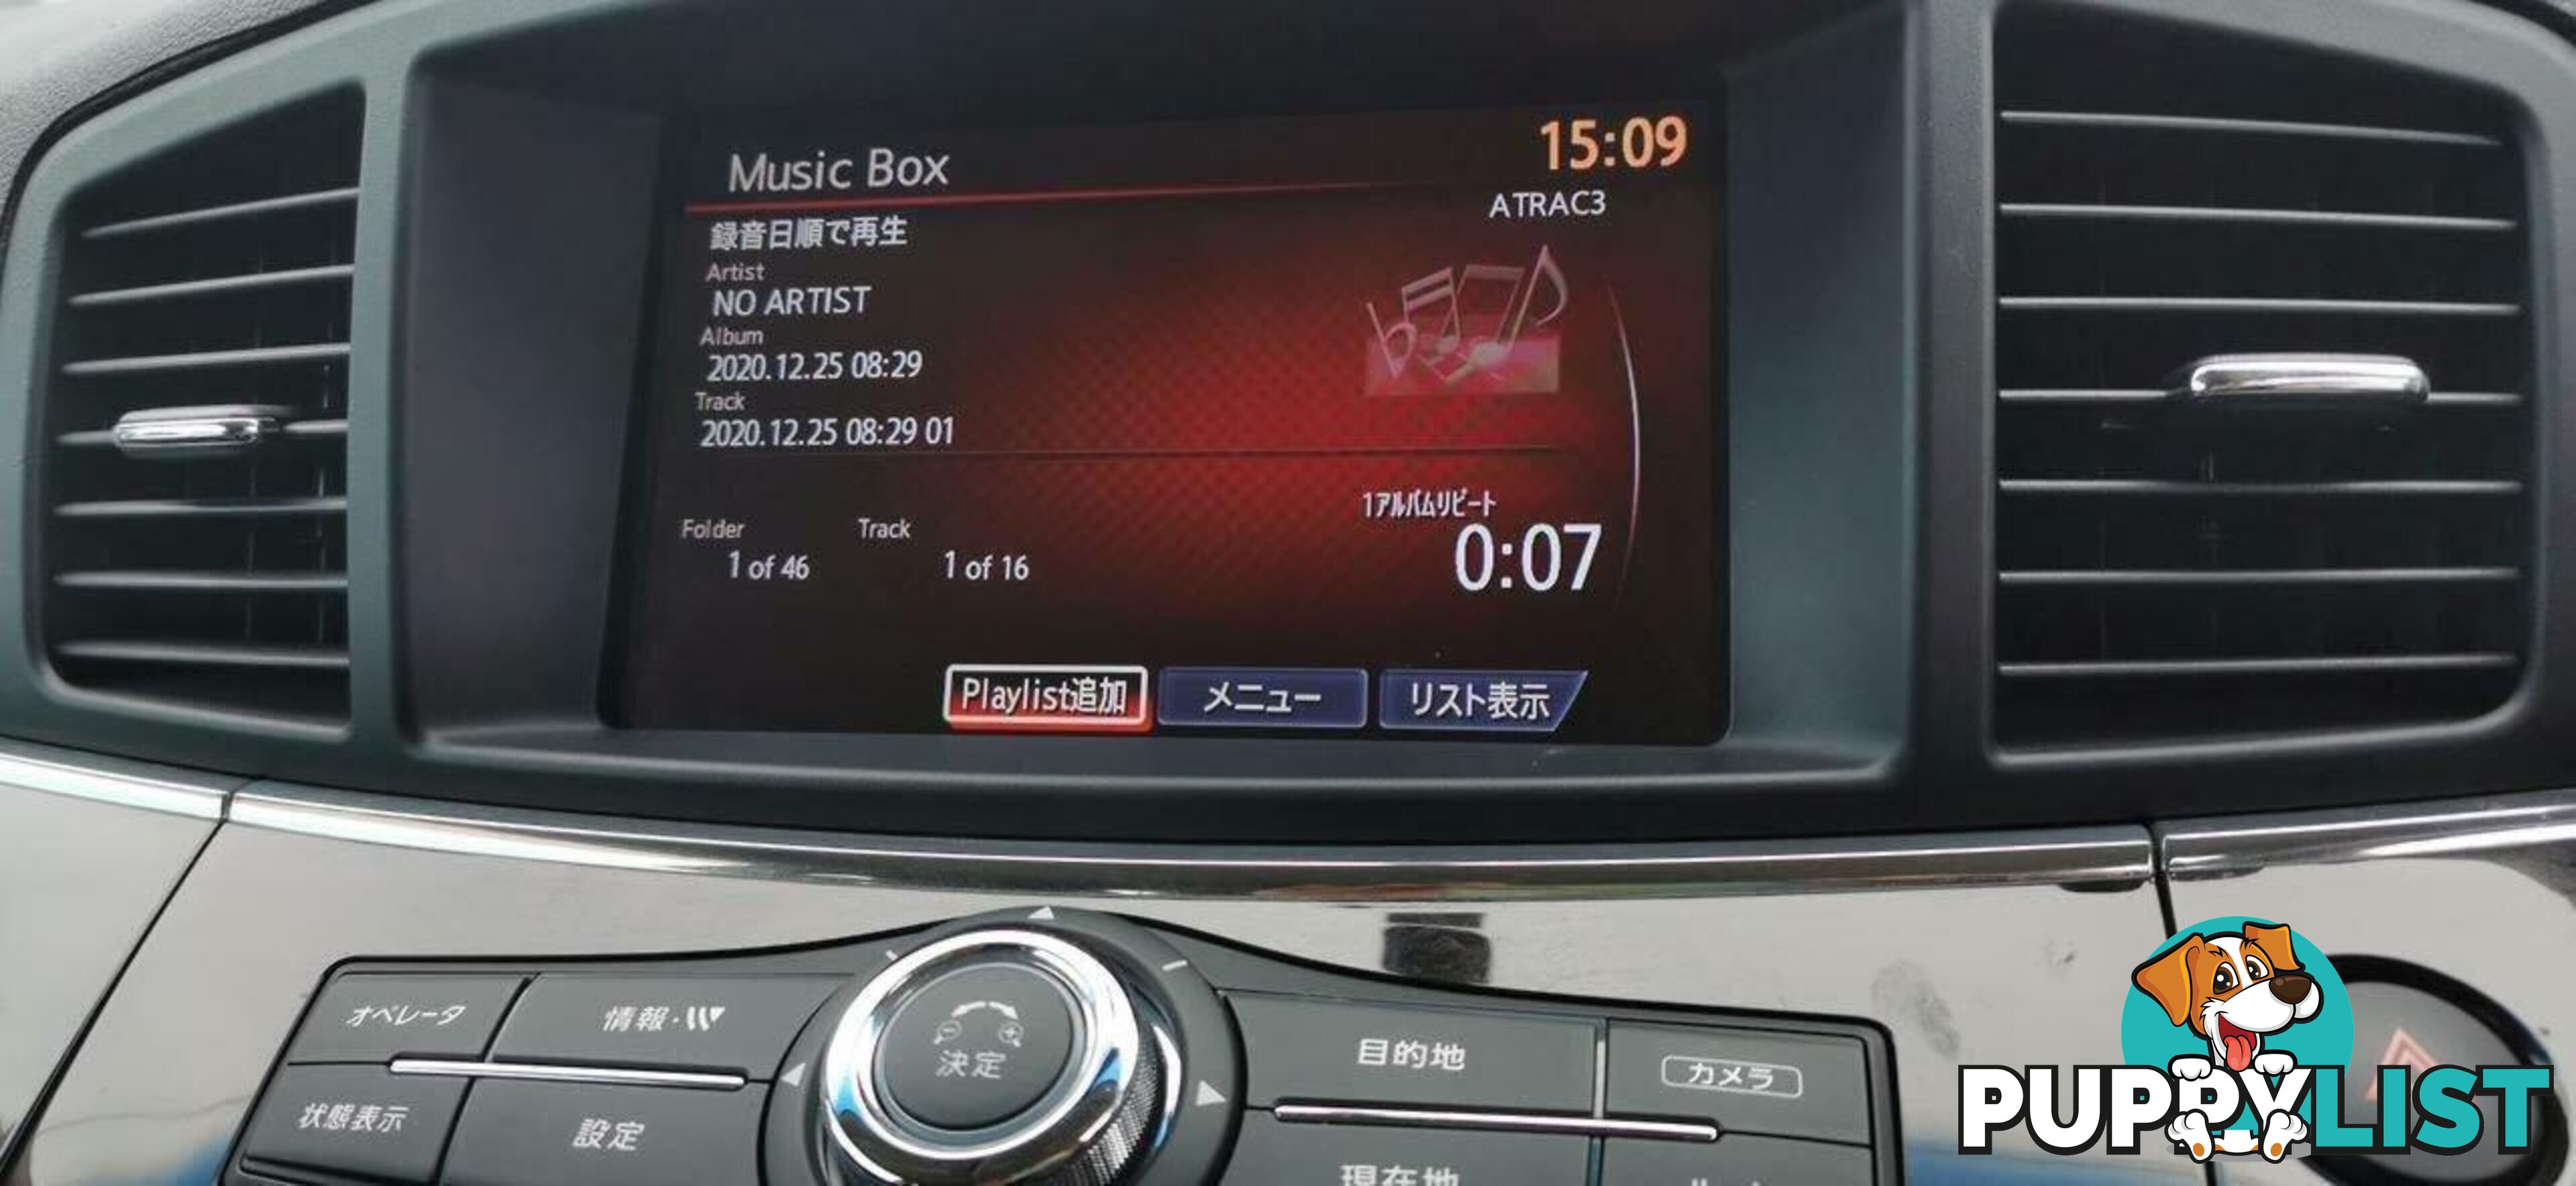 Music Box
15:09
ATRAC3
録音日順で再生
Artist
NO ARTIST
Album
2020.12.25 08:29
Track
2020.12.25 08:29 01
1アルバムリピート
0:07
Folder
Track
1 of 46
1 of 16
Playlist追加
メニュー
リスト表示
オペレータ
情報・
決定
目的地
カメラ
状態表示
設定
現在地
PUPPYLIST